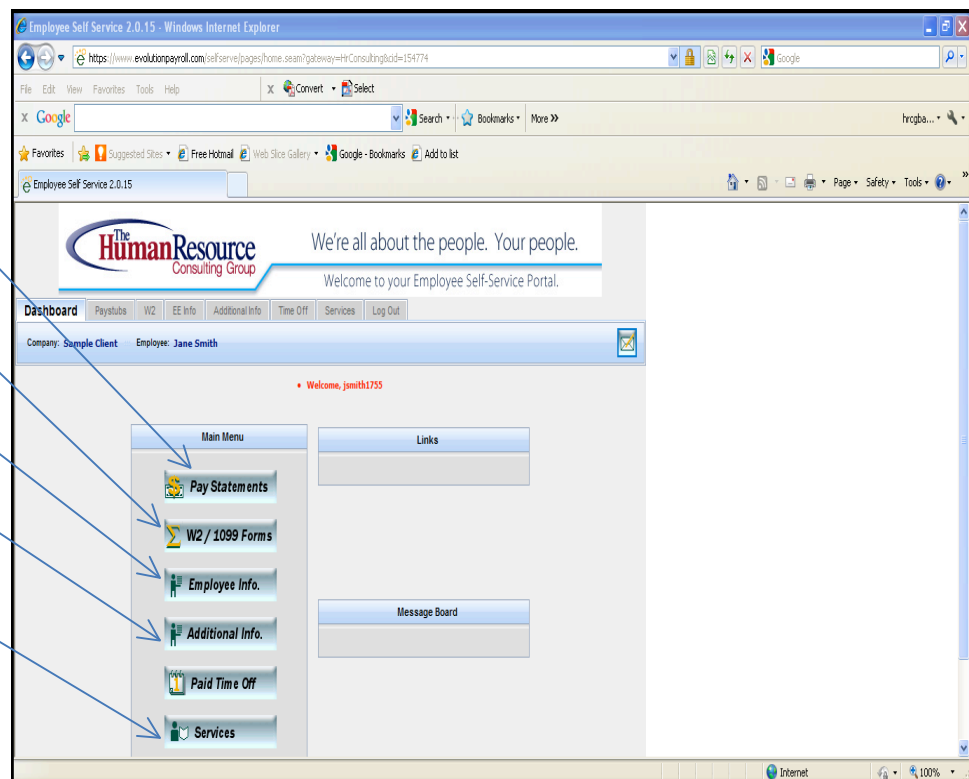 Employee Self Service 2.0.15 - Windows Internet Explorer
https://www.evolutionpayroll.com/selfserve/pages/home.seam?gateway=HrConsulting&cid=154774
Google
File Edit View Favorites Tools Help x Convert Select
x Google Search Bookmarks More >> hrcgba...
Favorites Suggested Sites Free Hotmail Web Slice Gallery Google - Bookmarks Add to list
Employee Self Service 2.0.15 Page Safety Tools »
The
HumanResource
Consulting Group
We're all about the people. Your people.
Welcome to your Employee Self-Service Portal.
Dashboard Paystubs W2 EE Info Additional Info Time Off Services Log Out
Company: Sample Client Employee: Jane Smith
• Welcome, jsmith1755
Main Menu
Pay Statements
W2 / 1099 Forms
Employee Info.
Additional Info.
Paid Time Off
Services
Links
Message Board
Internet 100%